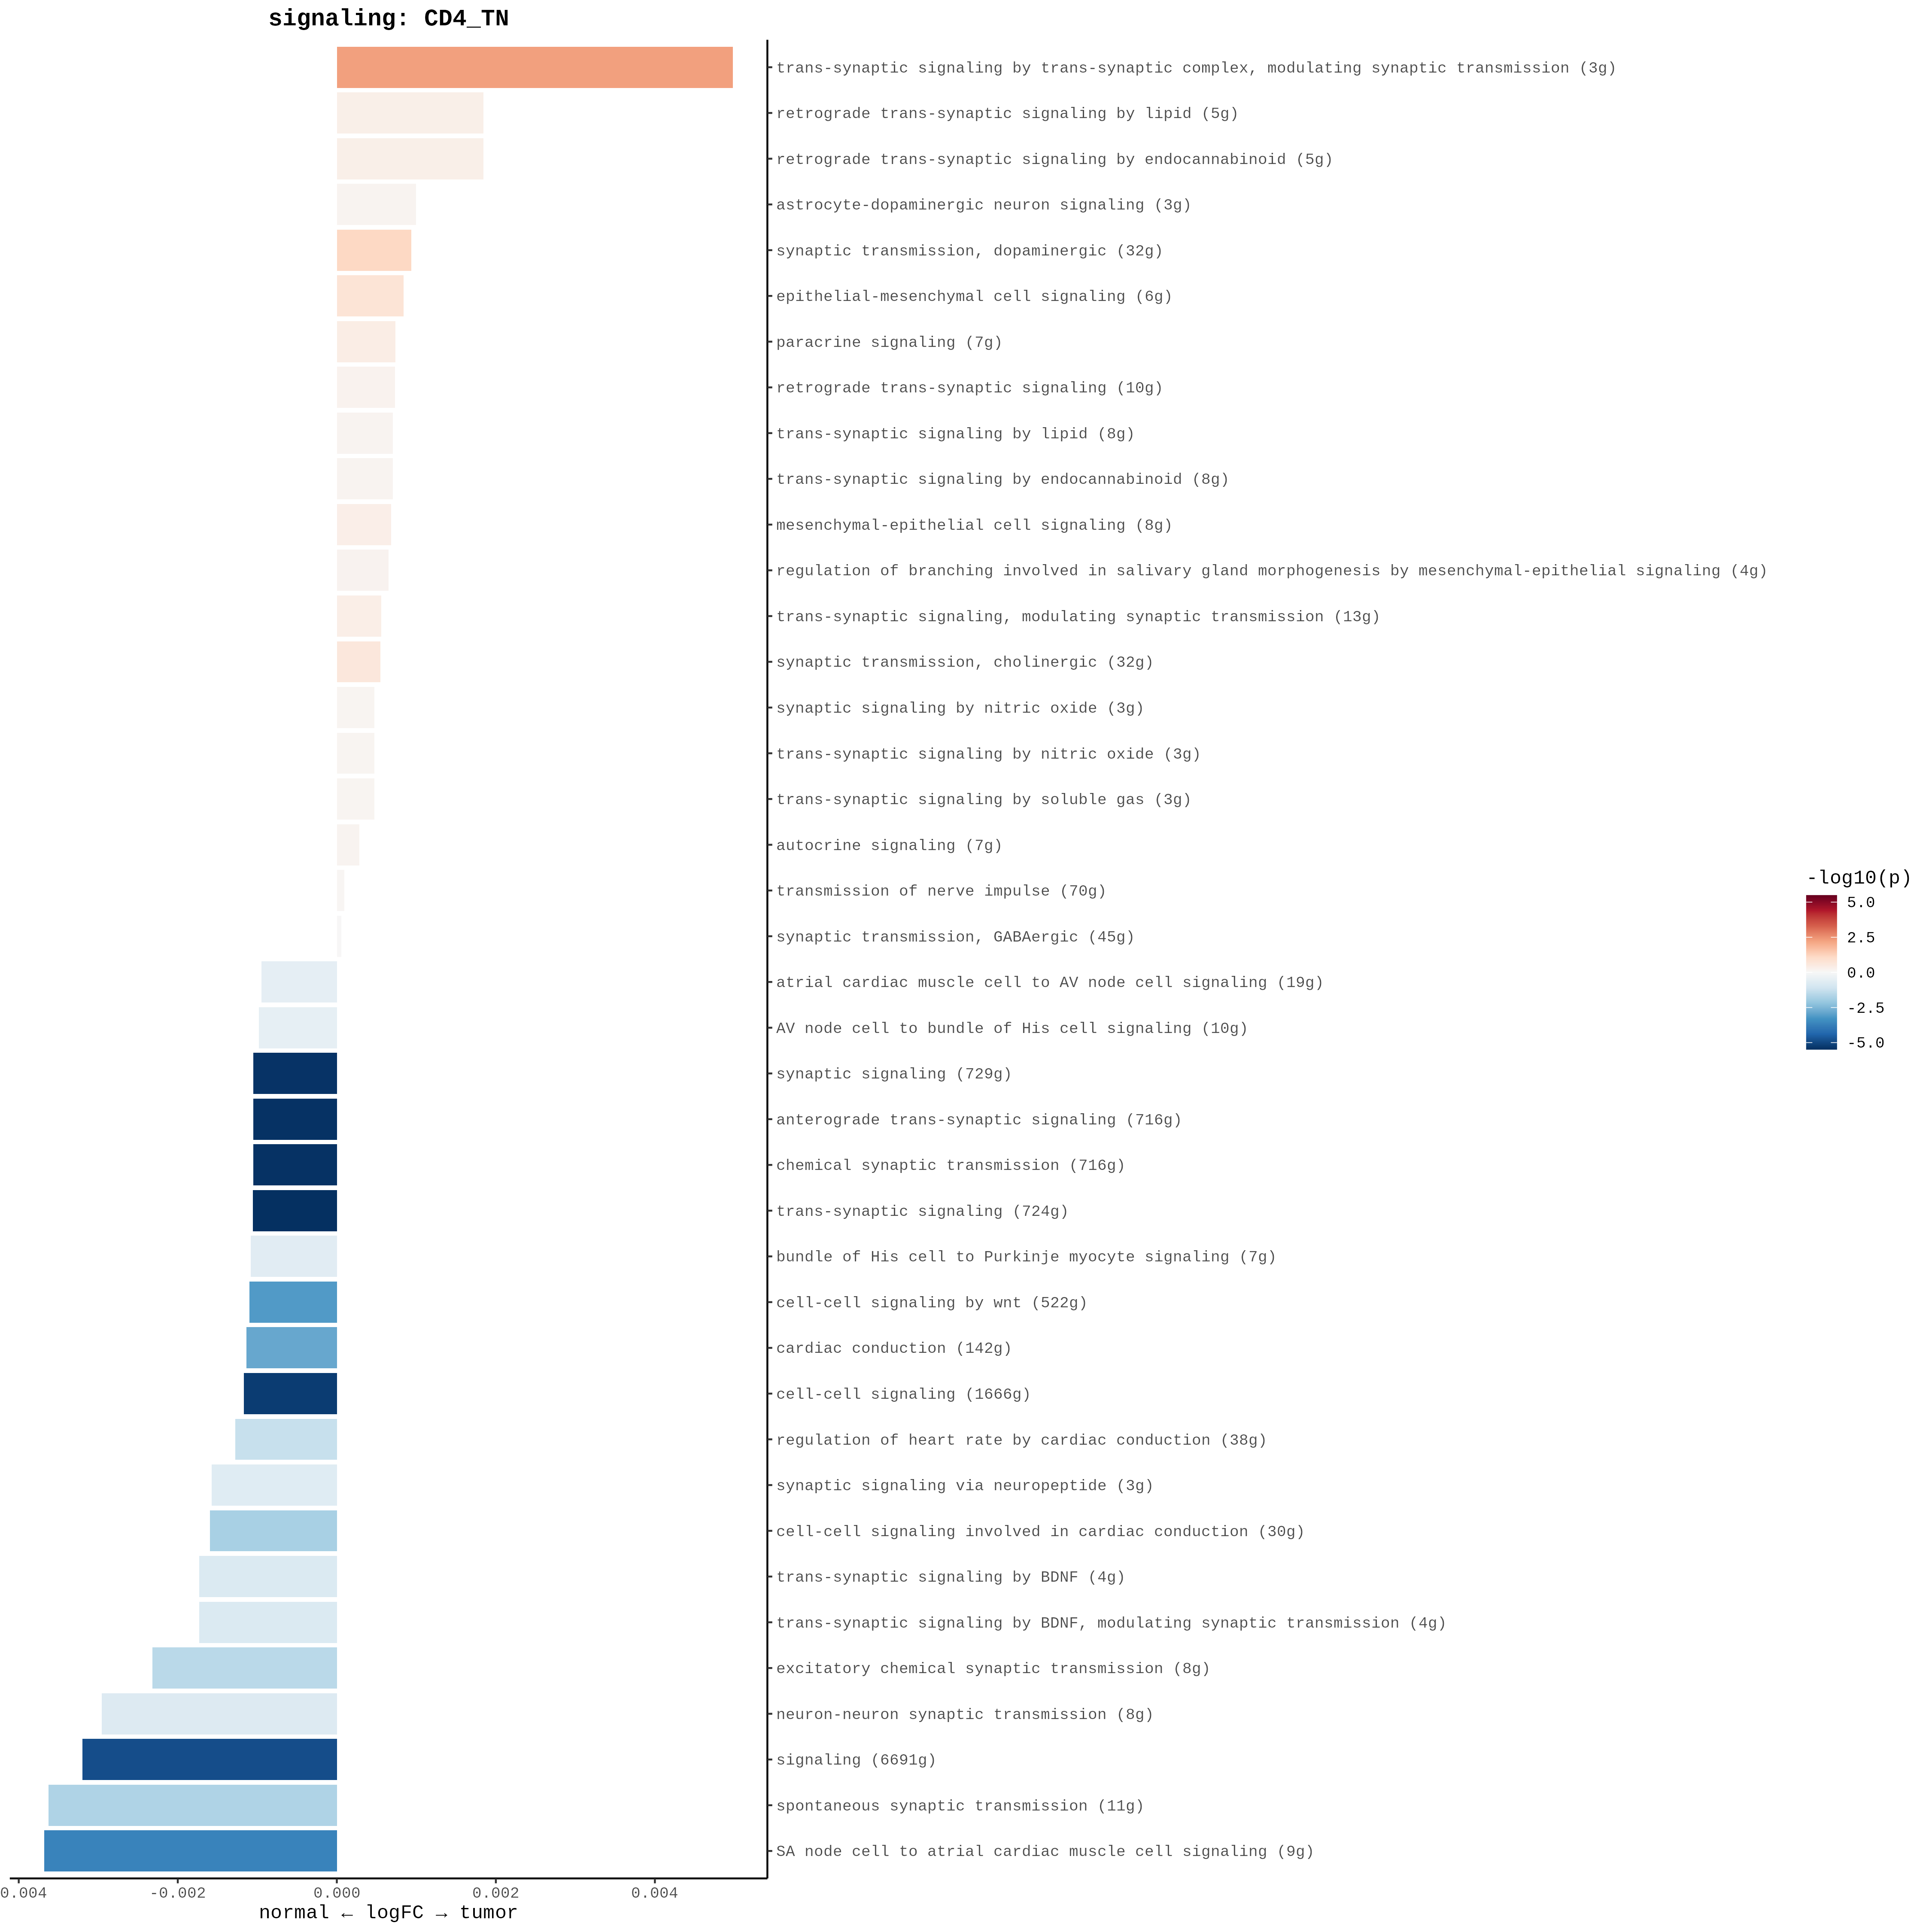 signaling: CD4_TN
trans-synaptic signaling by trans-synaptic complex, modulating synaptic transmission (3g)
retrograde trans-synaptic signaling by lipid (5g)
retrograde trans-synaptic signaling by endocannabinoid (5g)
astrocyte-dopaminergic neuron signaling (3g)
synaptic transmission, dopaminergic (32g)
epithelial-mesenchymal cell signaling (6g)
paracrine signaling (7g)
retrograde trans-synaptic signaling (10g)
trans-synaptic signaling by lipid (8g)
trans-synaptic signaling by endocannabinoid (8g)
mesenchymal-epithelial cell signaling (8g)
regulation of branching involved in salivary gland morphogenesis by mesenchymal-epithelial signaling (4g)
trans-synaptic signaling, modulating synaptic transmission (13g)
synaptic transmission, cholinergic (32g)
synaptic signaling by nitric oxide (3g)
trans-synaptic signaling by nitric oxide (3g)
trans-synaptic signaling by soluble gas (3g)
autocrine signaling (7g)
transmission of nerve impulse (70g)
synaptic transmission, GABAergic (45g)
atrial cardiac muscle cell to AV node cell signaling (19g)
AV node cell to bundle of His cell signaling (10g)
synaptic signaling (729g)
anterograde trans-synaptic signaling (716g)
chemical synaptic transmission (716g)
trans-synaptic signaling (724g)
bundle of His cell to Purkinje myocyte signaling (7g)
cell-cell signaling by wnt (522g)
cardiac conduction (142g)
cell-cell signaling (1666g)
regulation of heart rate by cardiac conduction (38g)
synaptic signaling via neuropeptide (3g)
cell-cell signaling involved in cardiac conduction (30g)
trans-synaptic signaling by BDNF (4g)
trans-synaptic signaling by BDNF, modulating synaptic transmission (4g)
excitatory chemical synaptic transmission (8g)
neuron-neuron synaptic transmission (8g)
signaling (6691g)
spontaneous synaptic transmission (11g)
SA node cell to atrial cardiac muscle cell signaling (9g)
0.004 -0.002 0.000 0.002 0.004
normal ← logFC → tumor
-log10(p)
5.0
2.5
0.0
-2.5
-5.0